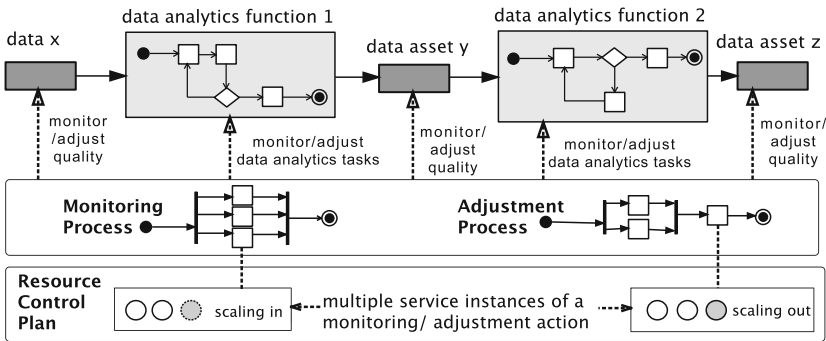 data x
data analytics function 1
data asset y
data analytics function 2
data asset z
monitor
/adjust
quality
monitor/adjust
data analytics tasks
monitor/
adjust
quality
monitor/adjust
data analytics tasks
monitor/
adjust
quality
Monitoring
Process
Adjustment
Process
Resource
Control
Plan
scaling in
multiple service instances of a
monitoring/ adjustment action
scaling out